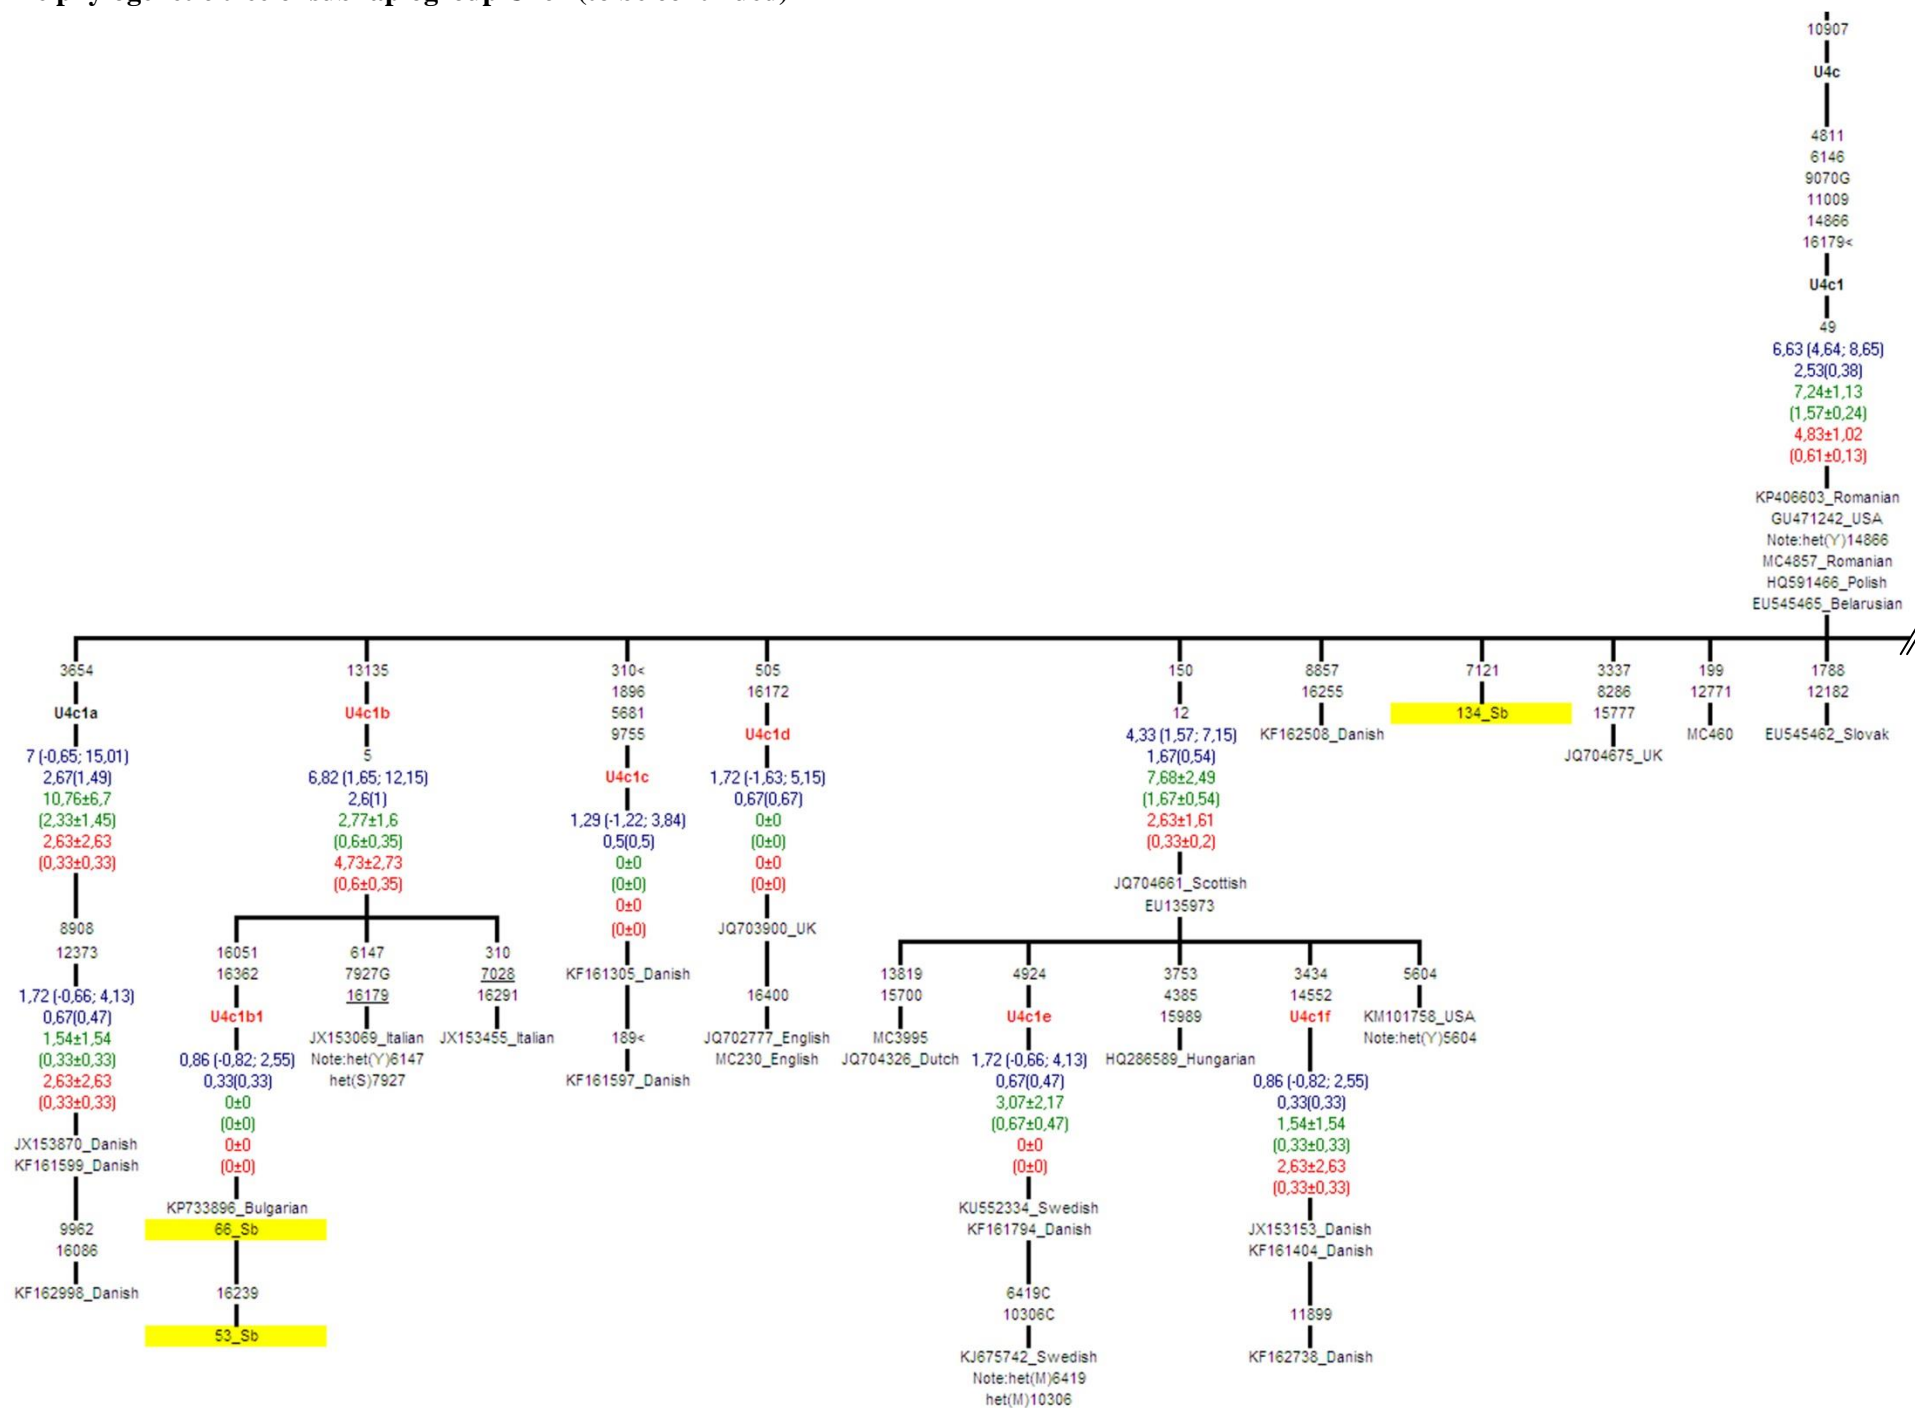 10907
U4c
4811
6146
9070G
11009
14866
16179<
U4c1
49
6,63 (4,64; 8,65)
2,53(0,38)
7,24±1,13
(1,57±0,24)
4,83±1,02
(0,61±0,13)
KP406603_Romanian
GU471242_USA
Note:het(Y)14866
MC4857_Romanian
HQ591466_Polish
EU545465_Belarusian
3654
U4c1a
7 (-0,65; 15,01)
2,67(1,49)
10,76±6,7
(2,33±1,45)
2,63±2,63
(0,33±0,33)
8908
12373
1,72 (-0,66; 4,13)
0,67(0,47)
1,54±1,54
(0,33±0,33)
2,63±2,63
(0,33±0,33)
JX153870_Danish
KF161599_Danish
9962
16086
KF162998_Danish
13135
U4c1b
5
6,82 (1,65; 12,15)
2,6(1)
2,77±1,6
(0,6±0,35)
4,73±2,73
(0,6±0,35)
16051
16362
U4c1b1
0,86 (-0,82; 2,55)
0,33(0,33)
0±0
(0±0)
0±0
(0±0)
KP733896_Bulgarian
66_Sb
16239
53_Sb
6147
7927G
16179
JX153069_Italian
Note:het(Y)6147
het(S)7927
310
7028
16291
JX153455_Italian
310<
1896
5681
9755
U4c1c
1,29 (-1,22; 3,84)
0,5(0,5)
0±0
(0±0)
0±0
(0±0)
KF161305_Danish
189<
KF161597_Danish
505
16172
U4c1d
1,72 (-1,63; 5,15)
0,67(0,67)
0±0
(0±0)
0±0
(0±0)
JQ703900_UK
16400
JQ702777_English
MC230_English
150
12
4,33 (1,57; 7,15)
1,67(0,54)
7,68±2,49
(1,67±0,54)
2,63±1,61
(0,33±0,2)
JQ704661_Scottish
EU135973
13819
15700
MC3995
JQ704326_Dutch
4924
U4c1e
1,72 (-0,66; 4,13)
0,67(0,47)
3,07±2,17
(0,67±0,47)
0±0
(0±0)
KU552334_Swedish
KF161794_Danish
6419C
10306C
KJ675742_Swedish
Note:het(M)6419
het(M)10306
3753
4385
15989
HQ286589_Hungarian
3434
14552
U4c1f
0,86 (-0,82; 2,55)
0,33(0,33)
1,54±1,54
(0,33±0,33)
2,63±2,63
(0,33±0,33)
JX153153_Danish
KF161404_Danish
11899
KF162738_Danish
5604
KM101758_USA
Note:het(Y)5604
8857
16255
KF162508_Danish
7121
134_Sb
3337
8286
15777
JQ704675_UK
199
12771
MC460
1788
12182
EU545462_Slovak